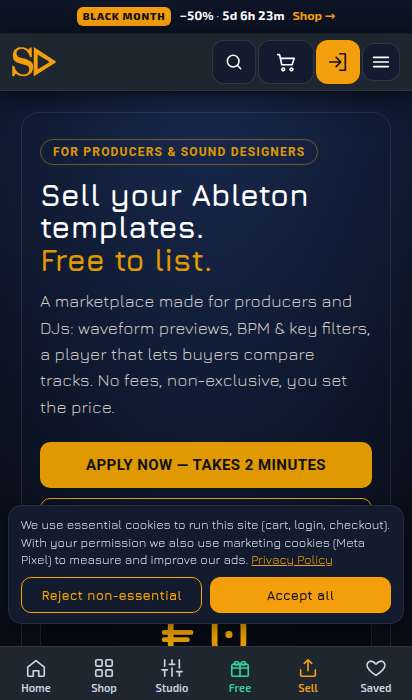 BLACK MONTH −50% · 5d 6h 23m Shop →
FOR PRODUCERS & SOUND DESIGNERS
Sell your Ableton
templates.
Free to list.
A marketplace made for producers and
DJs: waveform previews, BPM & key filters,
a player that lets buyers compare
tracks. No fees, non-exclusive, you set
the price.
APPLY NOW — TAKES 2 MINUTES
We use essential cookies to run this site (cart, login, checkout).
With your permission we also use marketing cookies (Meta
Pixel) to measure and improve our ads. Privacy Policy
Reject non-essential Accept all
Home Shop Studio Free Sell Saved